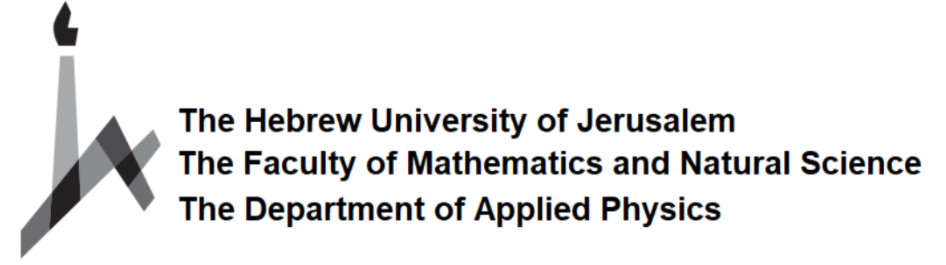 The Hebrew University of Jerusalem
The Faculty of Mathematics and Natural Science
The Department of Applied Physics